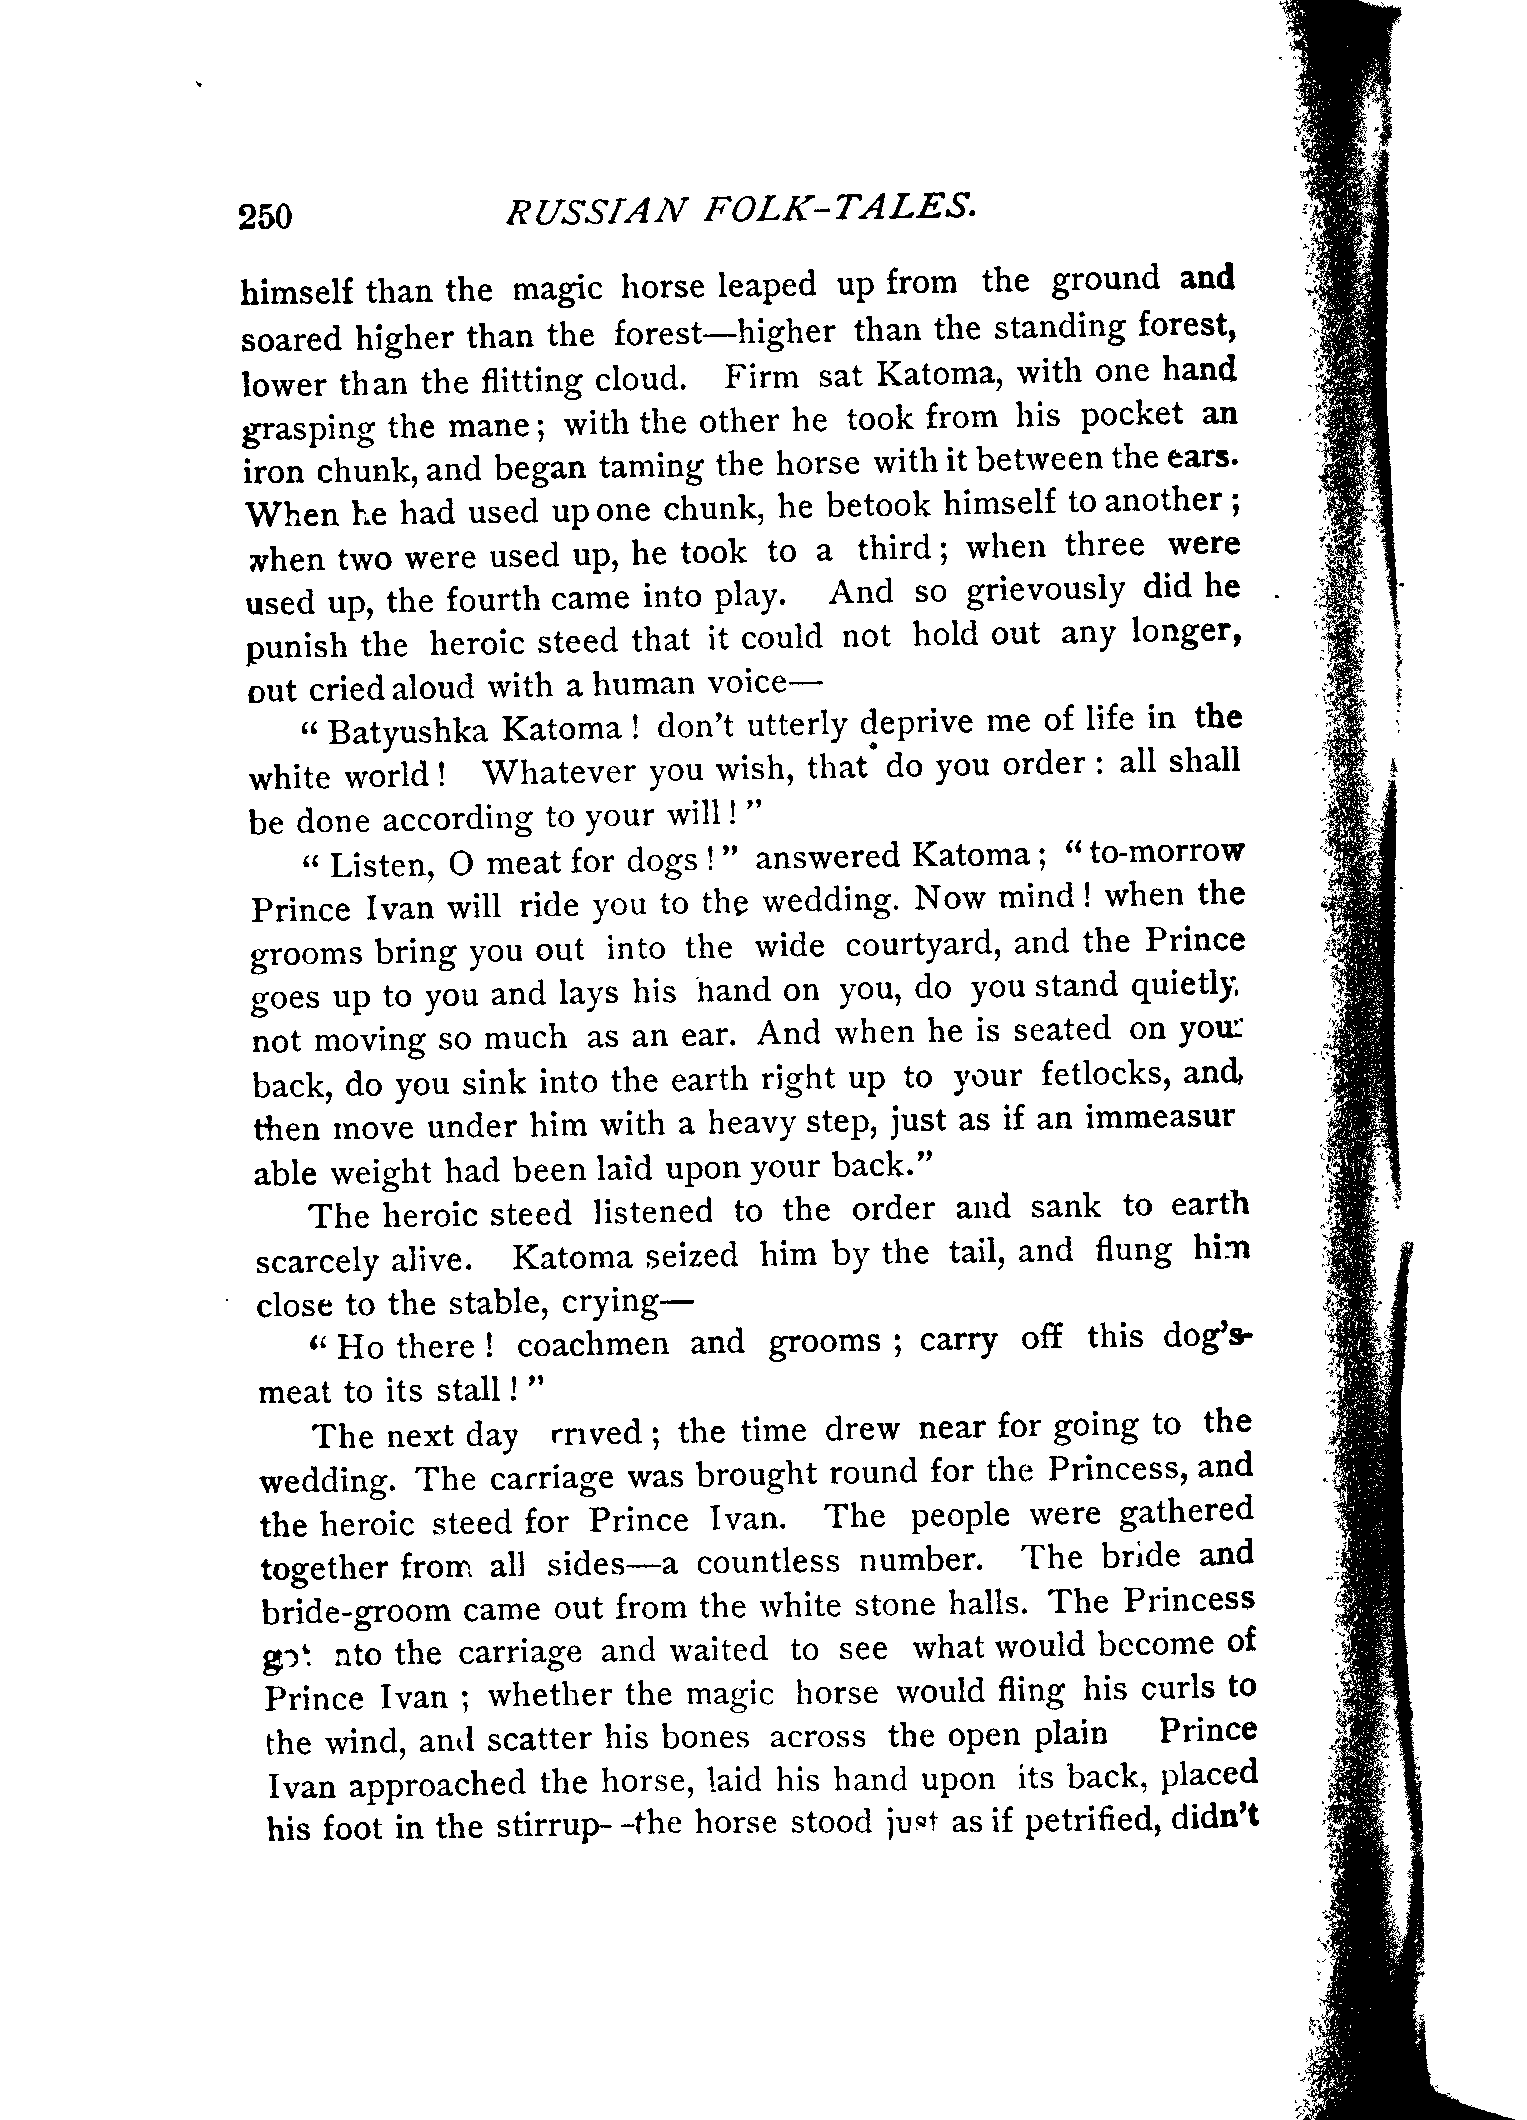 250 RUSSIAN FOLK-TALES.
himself than the magic horse leaped up from the ground and
soared higher than the forest—higher than the standing forest,
lower than the flitting cloud. Firm sat Katoma, with one hand
grasping the mane; with the other he took from his pocket an
iron chunk, and began taming the horse with it between the ears.
When he had used up one chunk, he betook himself to another;
when two were used up, he took to a third; when three were
used up, the fourth came into play. And so grievously did he
punish the heroic steed that it could not hold out any longer,
out cried aloud with a human voice—
"Batyushka Katoma! don't utterly deprive me of life in the
white world! Whatever you wish, that do you order: all shall
be done according to your will!"
"Listen, O meat for dogs!" answered Katoma; "to-morrow
Prince Ivan will ride you to the wedding. Now mind! when the
grooms bring you out into the wide courtyard, and the Prince
goes up to you and lays his hand on you, do you stand quietly,
not moving so much as an ear. And when he is seated on your
back, do you sink into the earth right up to your fetlocks, and,
then move under him with a heavy step, just as if an immeasur
able weight had been laid upon your back."
The heroic steed listened to the order and sank to earth
scarcely alive. Katoma seized him by the tail, and flung him
close to the stable, crying—
"Ho there! coachmen and grooms; carry off this dog's-
meat to its stall!"
The next day rrived; the time drew near for going to the
wedding. The carriage was brought round for the Princess, and
the heroic steed for Prince Ivan. The people were gathered
together from all sides—a countless number. The bride and
bride-groom came out from the white stone halls. The Princess
got nto the carriage and waited to see what would become of
Prince Ivan; whether the magic horse would fling his curls to
the wind, and scatter his bones across the open plain Prince
Ivan approached the horse, laid his hand upon its back, placed
his foot in the stirrup--the horse stood just as if petrified, didn't